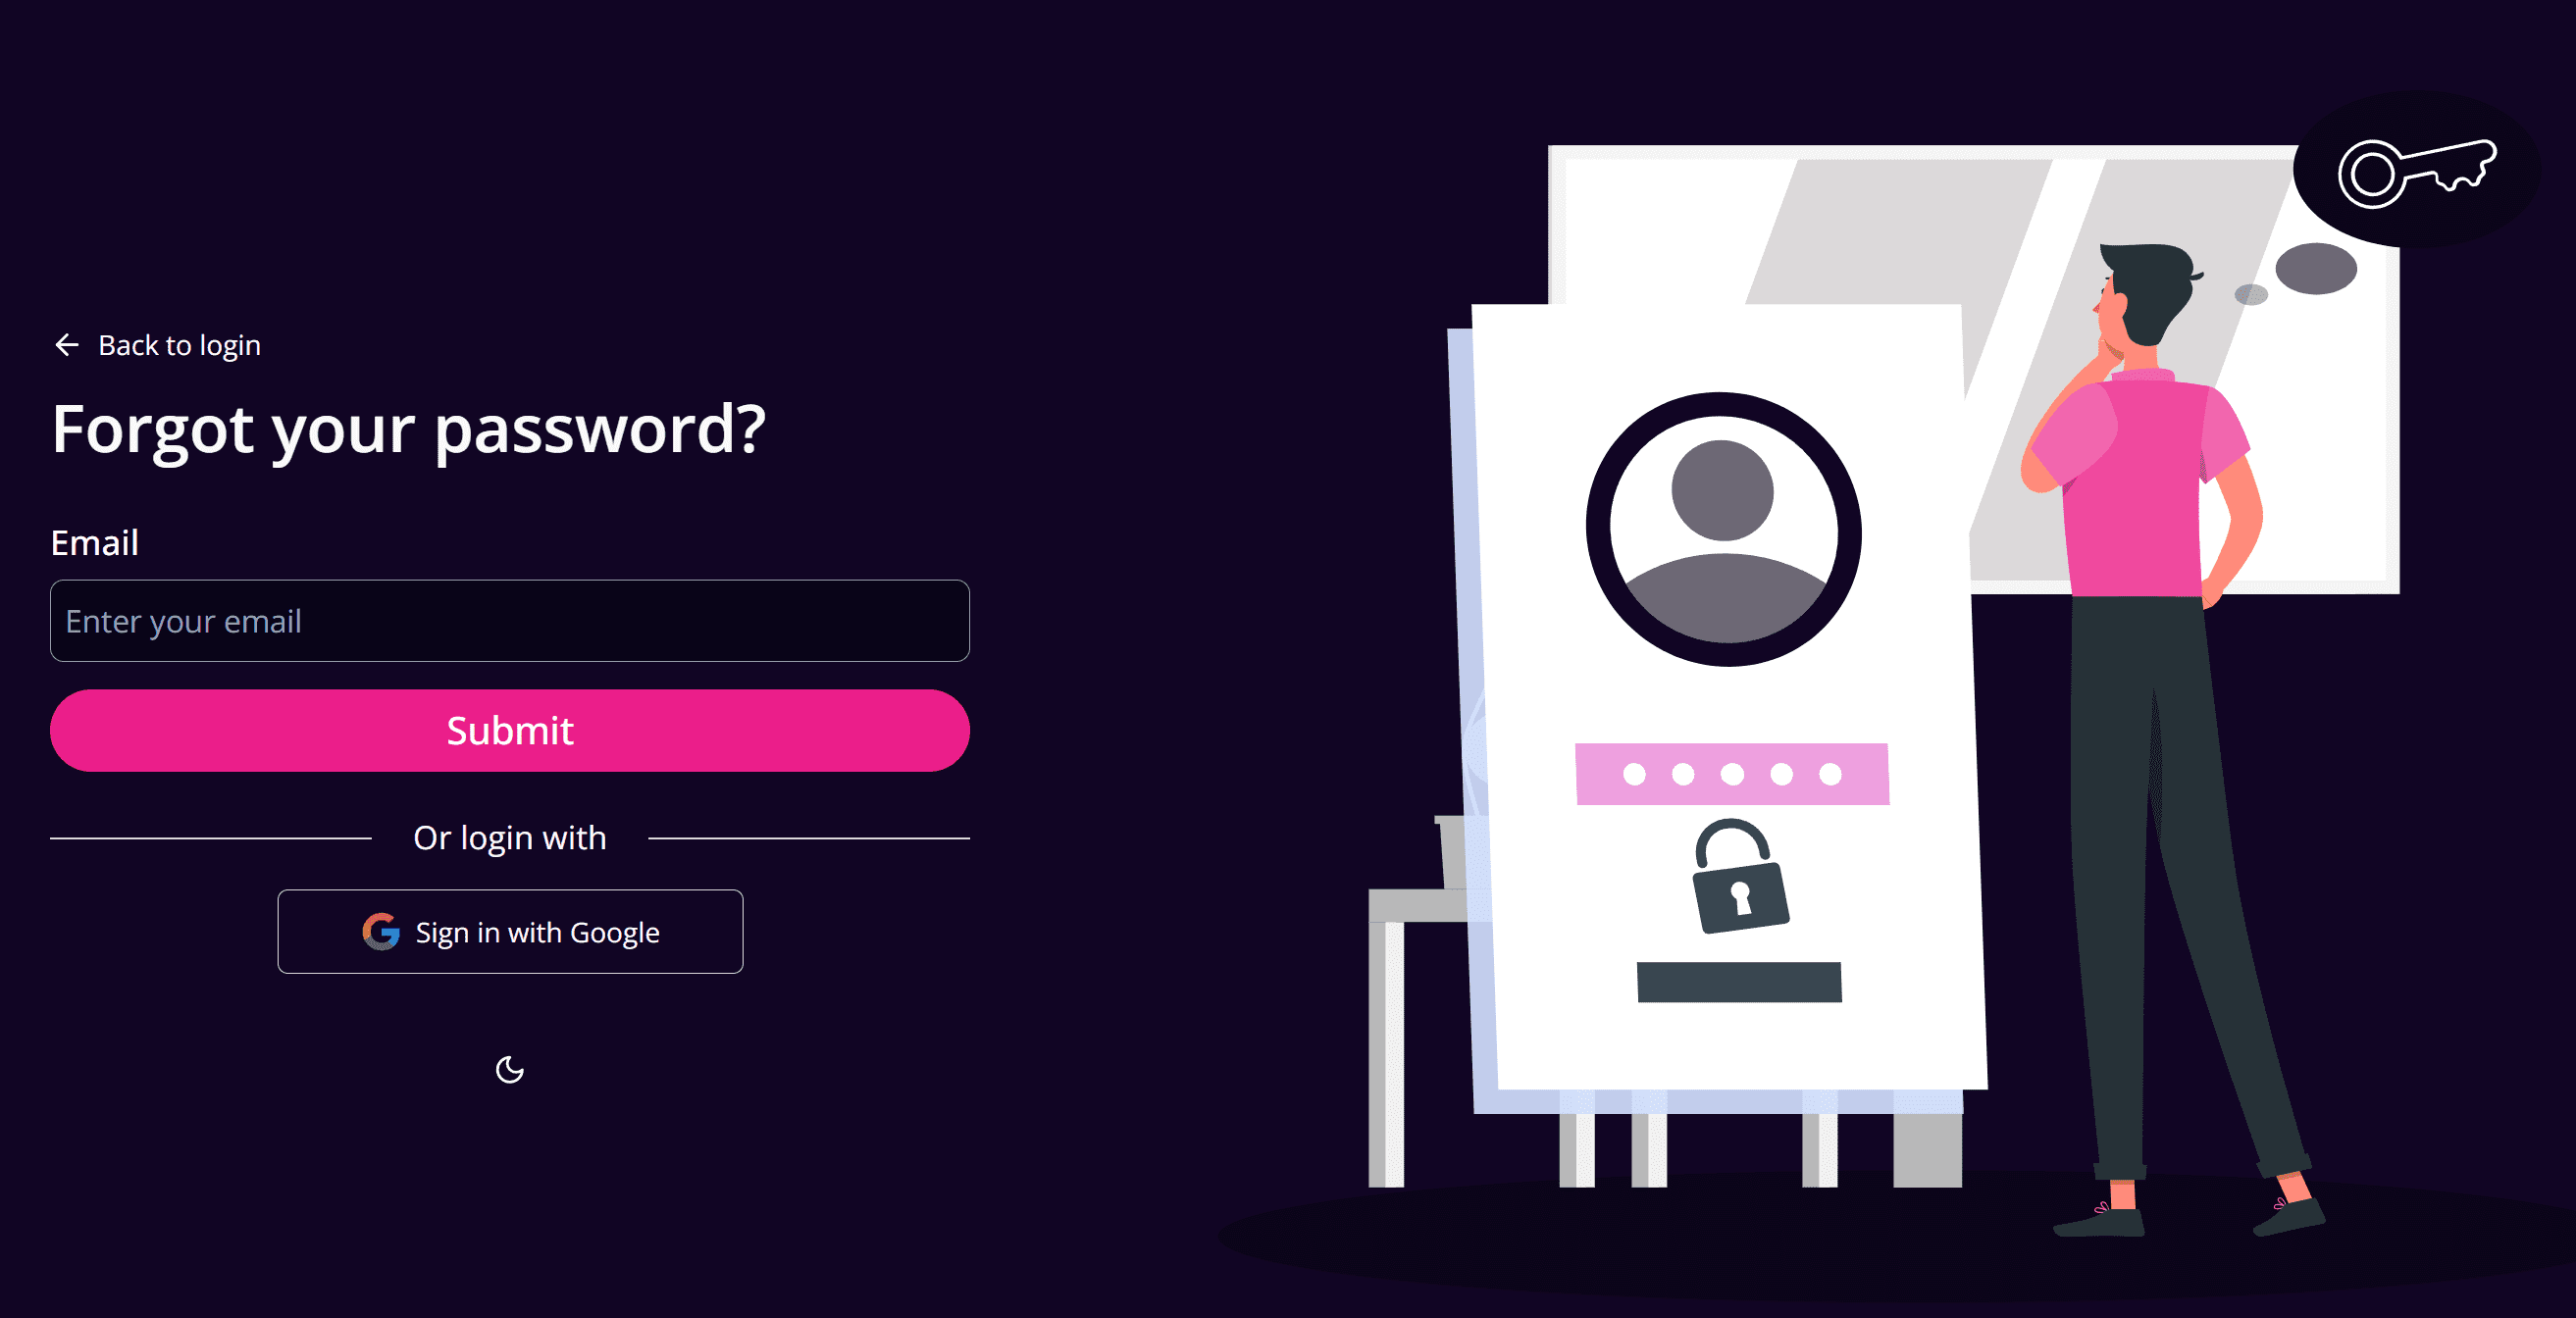 Back to login
Forgot your password?
Email
Enter your email
Submit
Or login with
Sign in with Google